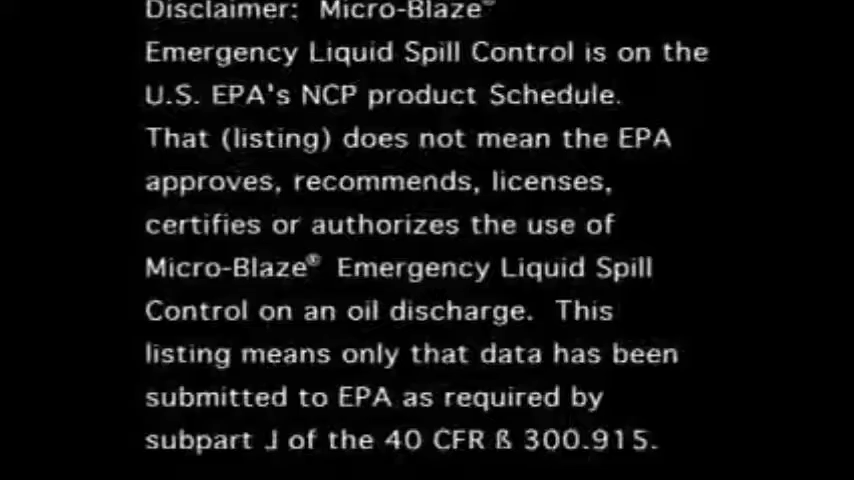 Disclaimer:  Micro-Blaze®
Emergency Liquid Spill Control is on the
U.S. EPA's NCP product Schedule.
That (listing) does not mean the EPA
approves, recommends, licenses,
certifies or authorizes the use of
Micro-Blaze®  Emergency Liquid Spill
Control on an oil discharge.  This
listing means only that data has been
submitted to EPA as required by
subpart J of the 40 CFR ß 300.915.